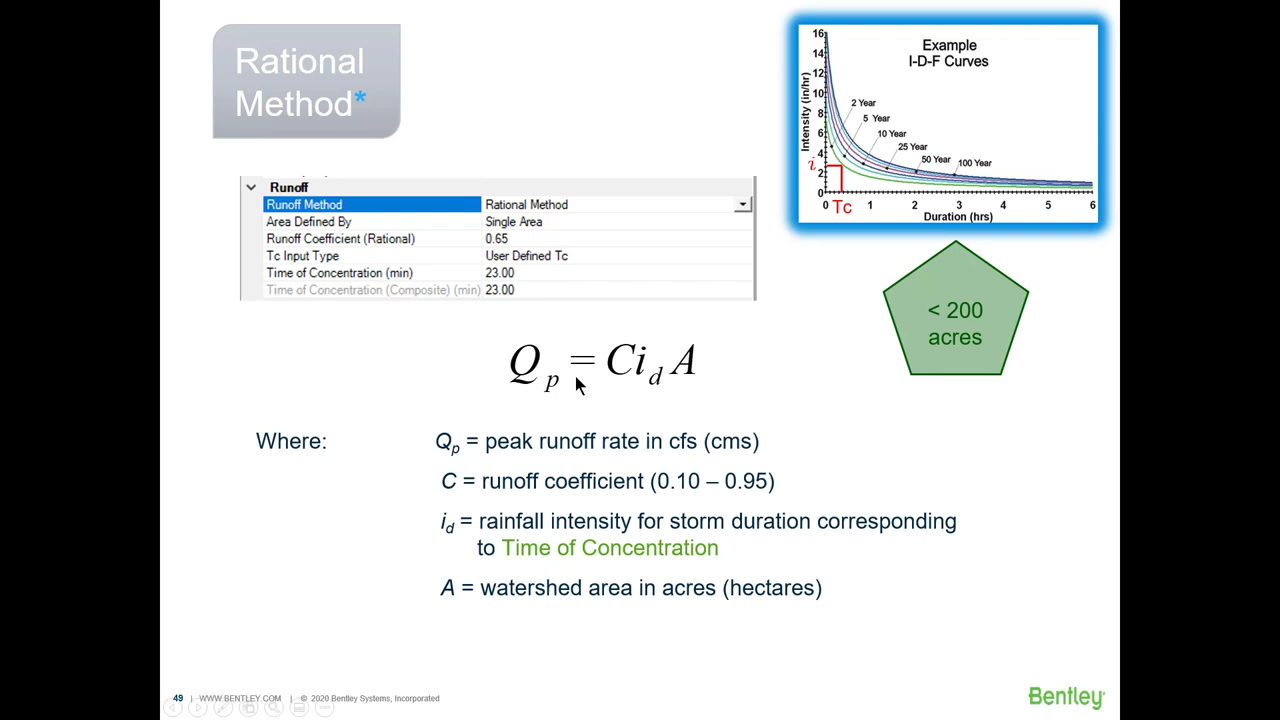 Rational
Method*
Example
I-D-F Curves
Intensity (in/hr)
16
14
12
10
8
6
4
2
0
i
2 Year
5 Year
10 Year
25 Year
50 Year
100 Year
0 1 2 3 4 5 6
Tc
Duration (hrs)
Runoff
Runoff Method Rational Method
Area Defined By Single Area
Runoff Coefficient (Rational) 0.65
Tc Input Type User Defined Tc
Time of Concentration (min) 23.00
Time of Concentration (Composite) (min) 23.00
< 200
acres
Qp = CidA
Where: Qp = peak runoff rate in cfs (cms)
C = runoff coefficient (0.10 – 0.95)
id = rainfall intensity for storm duration corresponding
to Time of Concentration
A = watershed area in acres (hectares)
49 | WWW.BENTLEY.COM | © 2020 Bentley Systems, Incorporated
Bentley